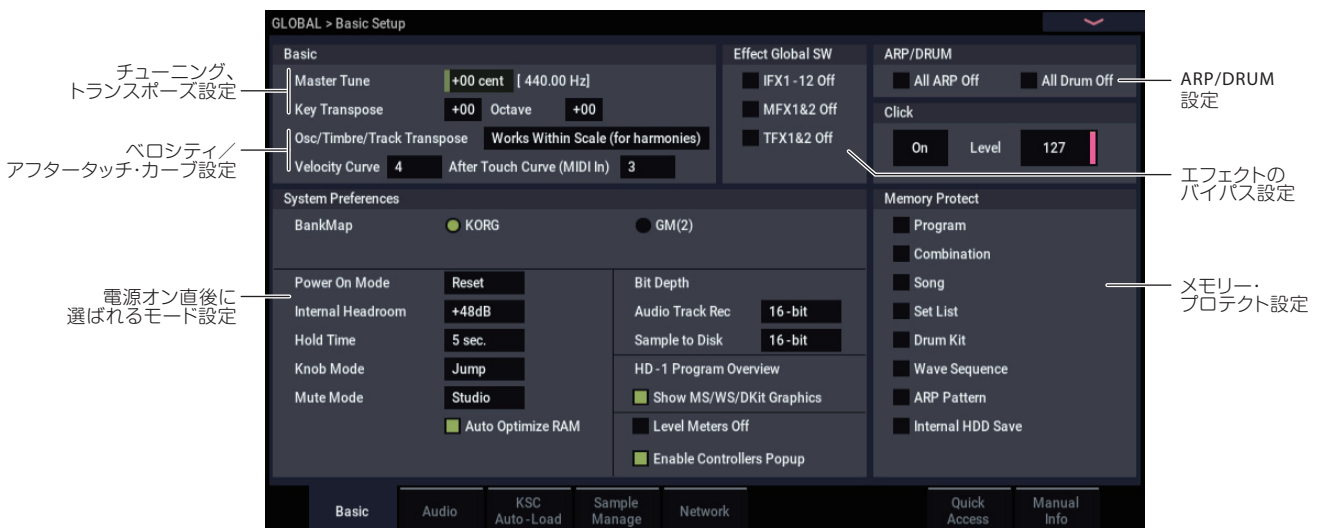 GLOBAL > Basic Setup
Basic
Master Tune +00 cent [ 440.00 Hz]
Key Transpose +00 Octave +00
Osc/Timbre/Track Transpose Works Within Scale (for harmonies)
Velocity Curve 4 After Touch Curve (MIDI In) 3
Effect Global SW
IFX1-12 Off
MFX1&2 Off
TFX1&2 Off
ARP/DRUM
All ARP Off All Drum Off
Click
On Level 127
System Preferences
BankMap KORG GM(2)
Power On Mode Reset
Internal Headroom +48dB
Hold Time 5 sec.
Knob Mode Jump
Mute Mode Studio
Auto Optimize RAM
Bit Depth
Audio Track Rec 16-bit
Sample to Disk 16-bit
HD-1 Program Overview
Show MS/WS/DKit Graphics
Level Meters Off
Enable Controllers Popup
Memory Protect
Program
Combination
Song
Set List
Drum Kit
Wave Sequence
ARP Pattern
Internal HDD Save
Basic
Audio
KSC
Auto-Load
Sample
Manage
Network
Quick
Access
Manual
Info
チューニング、
トランスポーズ設定
ベロシティ／
アフタータッチ・カーブ設定
電源オン直後に
選ばれるモード設定
ARP/DRUM
設定
エフェクトの
バイパス設定
メモリー・
プロテクト設定